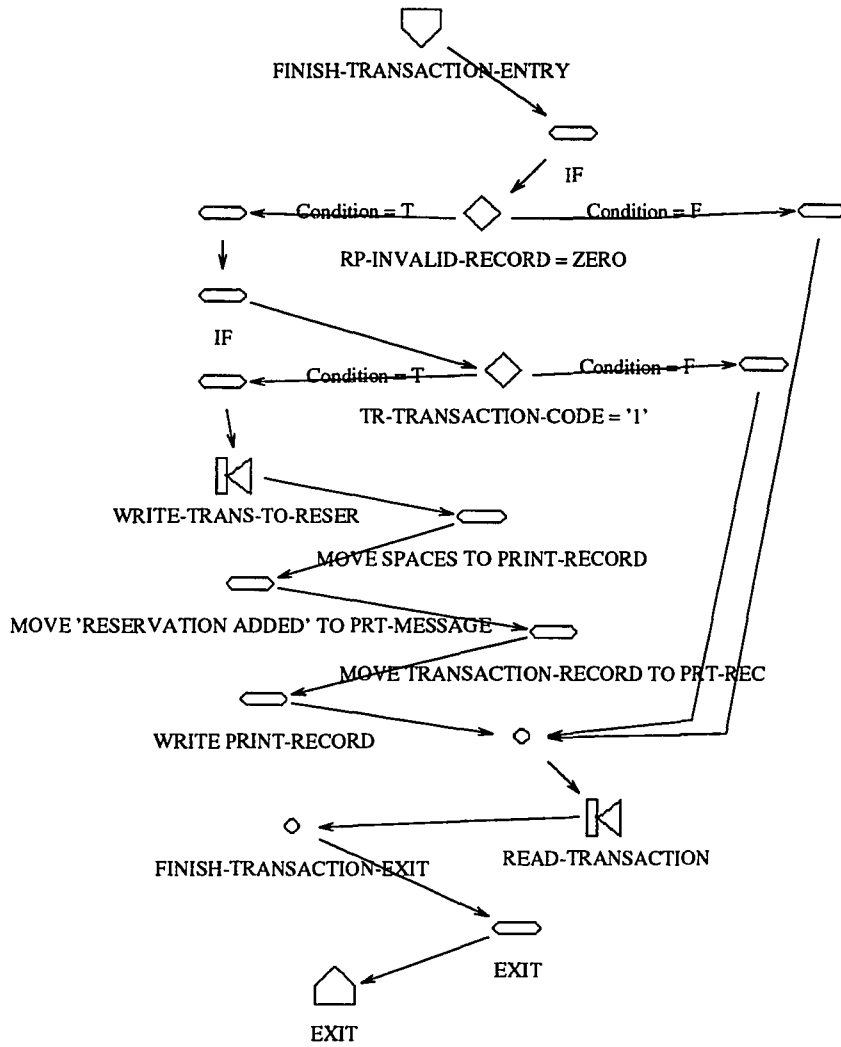 FINISH-TRANSACTION-ENTRY
IF
Condition = T
Condition = F
RP-INVALID-RECORD = ZERO
IF
Condition = T
Condition = F
TR-TRANSACTION-CODE = '1'
WRITE-TRANS-TO-RESER
MOVE SPACES TO PRINT-RECORD
MOVE 'RESERVATION ADDED' TO PRT-MESSAGE
MOVE TRANSACTION-RECORD TO PRT-REC
WRITE PRINT-RECORD
READ-TRANSACTION
FINISH-TRANSACTION-EXIT
EXIT
EXIT